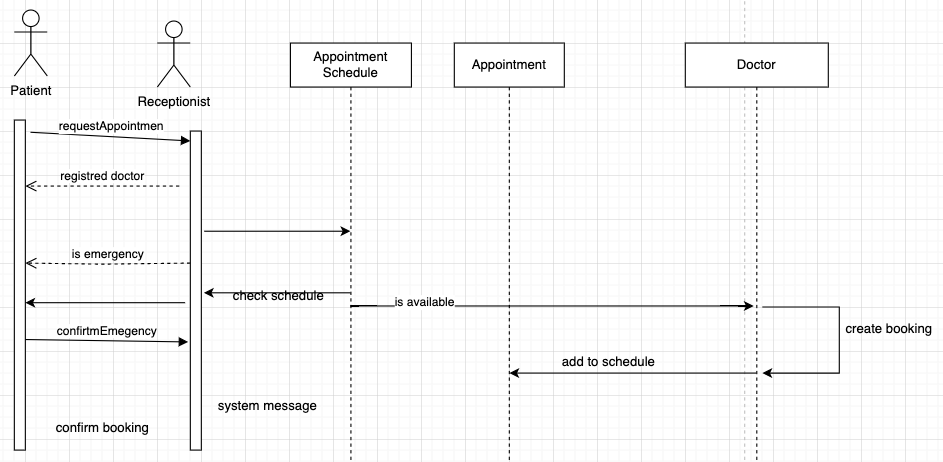 Patient
Receptionist
Appointment
Schedule
Appointment
Doctor
requestAppointmen
registred doctor
is emergency
check schedule
is available
confirtmEmegency
create booking
add to schedule
system message
confirm booking